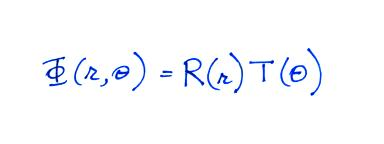 Φ(r,θ) = R(r)T(θ)